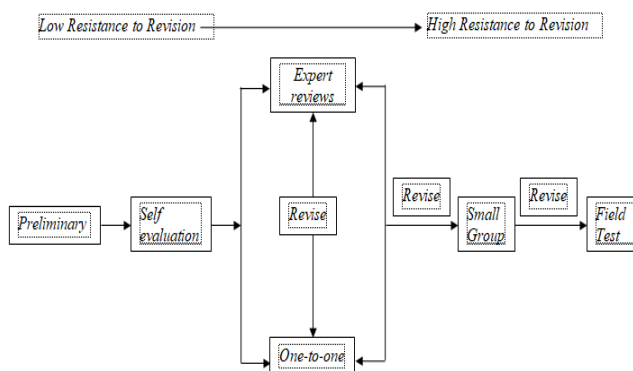 Low Resistance to Revision
High Resistance to Revision
Expert
reviews
Preliminary
Self
evaluation
Revise
Revise
Small
Group
Revise
Field
Test
One-to-one